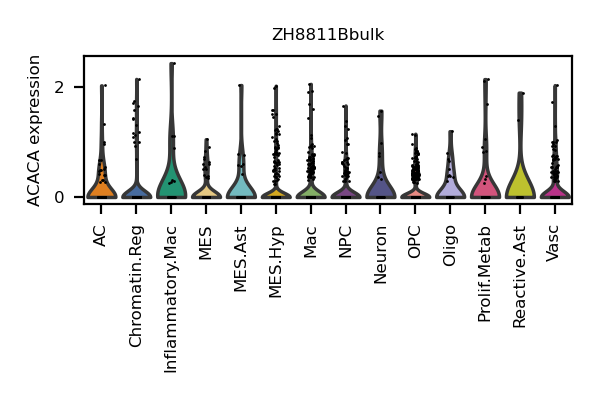 ZH8811Bbulk
ACACA expression
2
0
AC
Chromatin.Reg
Inflammatory.Mac
MES
MES.Ast
MES.Hyp
Mac
NPC
Neuron
OPC
Oligo
Prolif.Metab
Reactive.Ast
Vasc